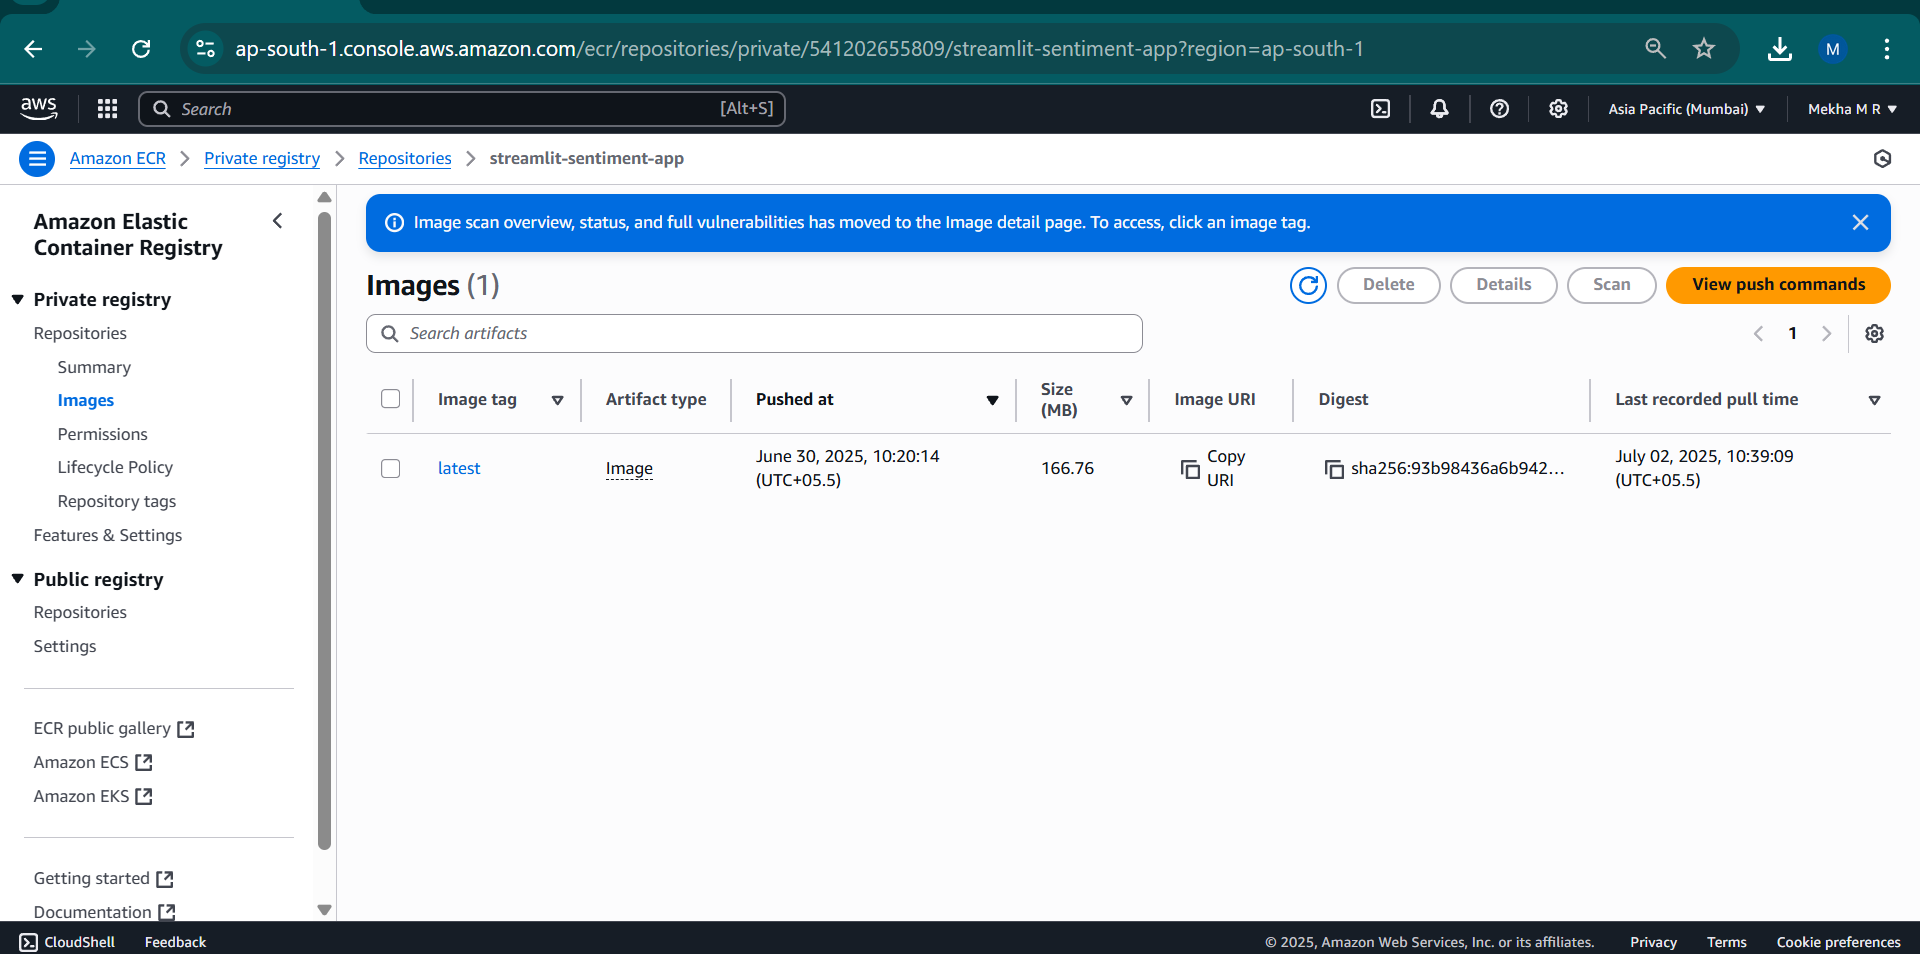 ap-south-1.console.aws.amazon.com/ecr/repositories/private/541202655809/streamlit-sentiment-app?region=ap-south-1
M
aws
Search
[Alt+S]
Asia Pacific (Mumbai)
Mekha M R
Amazon ECR
Private registry
Repositories
streamlit-sentiment-app
Amazon Elastic
Container Registry
Private registry
Repositories
Summary
Images
Permissions
Lifecycle Policy
Repository tags
Features & Settings
Public registry
Repositories
Settings
ECR public gallery
Amazon ECS
Amazon EKS
Getting started
Documentation
Image scan overview, status, and full vulnerabilities has moved to the Image detail page. To access, click an image tag.
Images (1)
Delete
Details
Scan
View push commands
Search artifacts
1
Image tag
Artifact type
Pushed at
Size
(MB)
Image URI
Digest
Last recorded pull time
latest
Image
June 30, 2025, 10:20:14
(UTC+05.5)
166.76
Copy
URI
sha256:93b98436a6b942...
July 02, 2025, 10:39:09
(UTC+05.5)
CloudShell
Feedback
© 2025, Amazon Web Services, Inc. or its affiliates.
Privacy
Terms
Cookie preferences